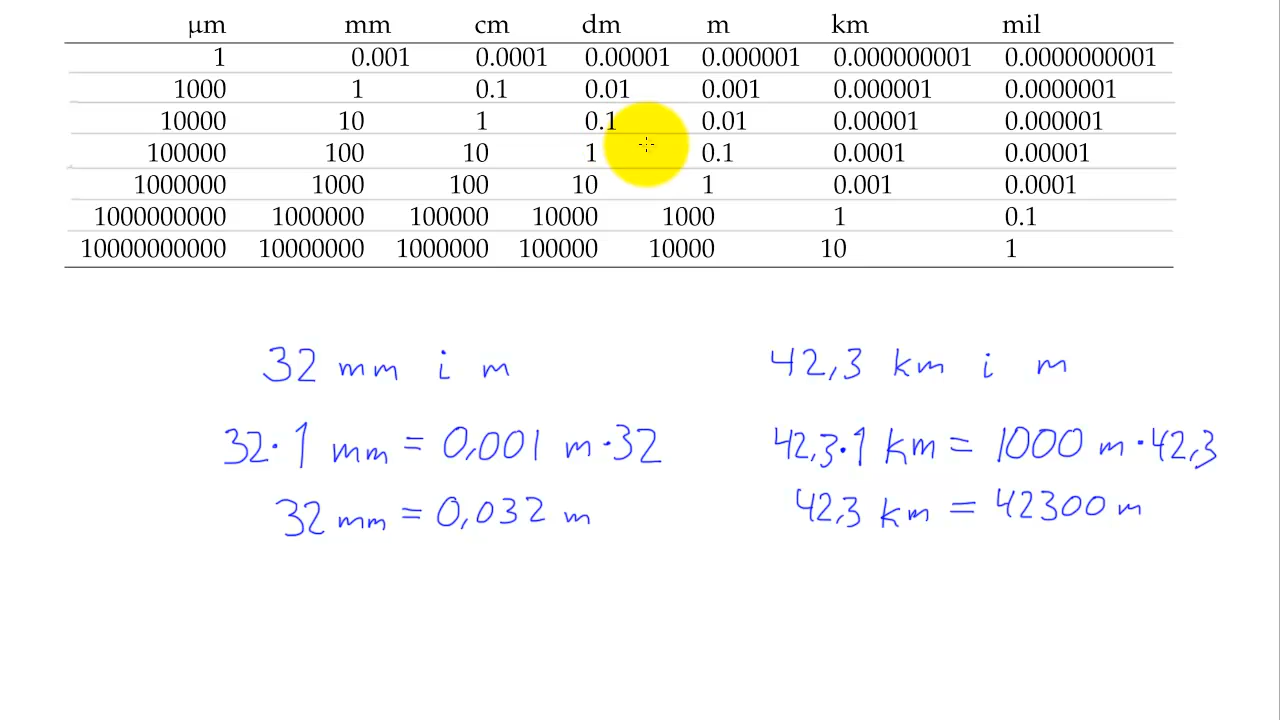 μm mm cm dm m km mil
1 0.001 0.0001 0.00001 0.000001 0.000000001 0.0000000001
1000 1 0.1 0.01 0.001 0.000001 0.0000001
10000 10 1 0.1 0.01 0.00001 0.000001
100000 100 10 1 0.1 0.0001 0.00001
1000000 1000 100 10 1 0.001 0.0001
1000000000 1000000 100000 10000 1000 1 0.1
10000000000 10000000 1000000 100000 10000 10 1
32 mm i m
32·1 mm = 0,001 m·32
32 mm = 0,032 m
42,3 km i m
42,3·1 km = 1000 m·42,3
42,3 km = 42300 m